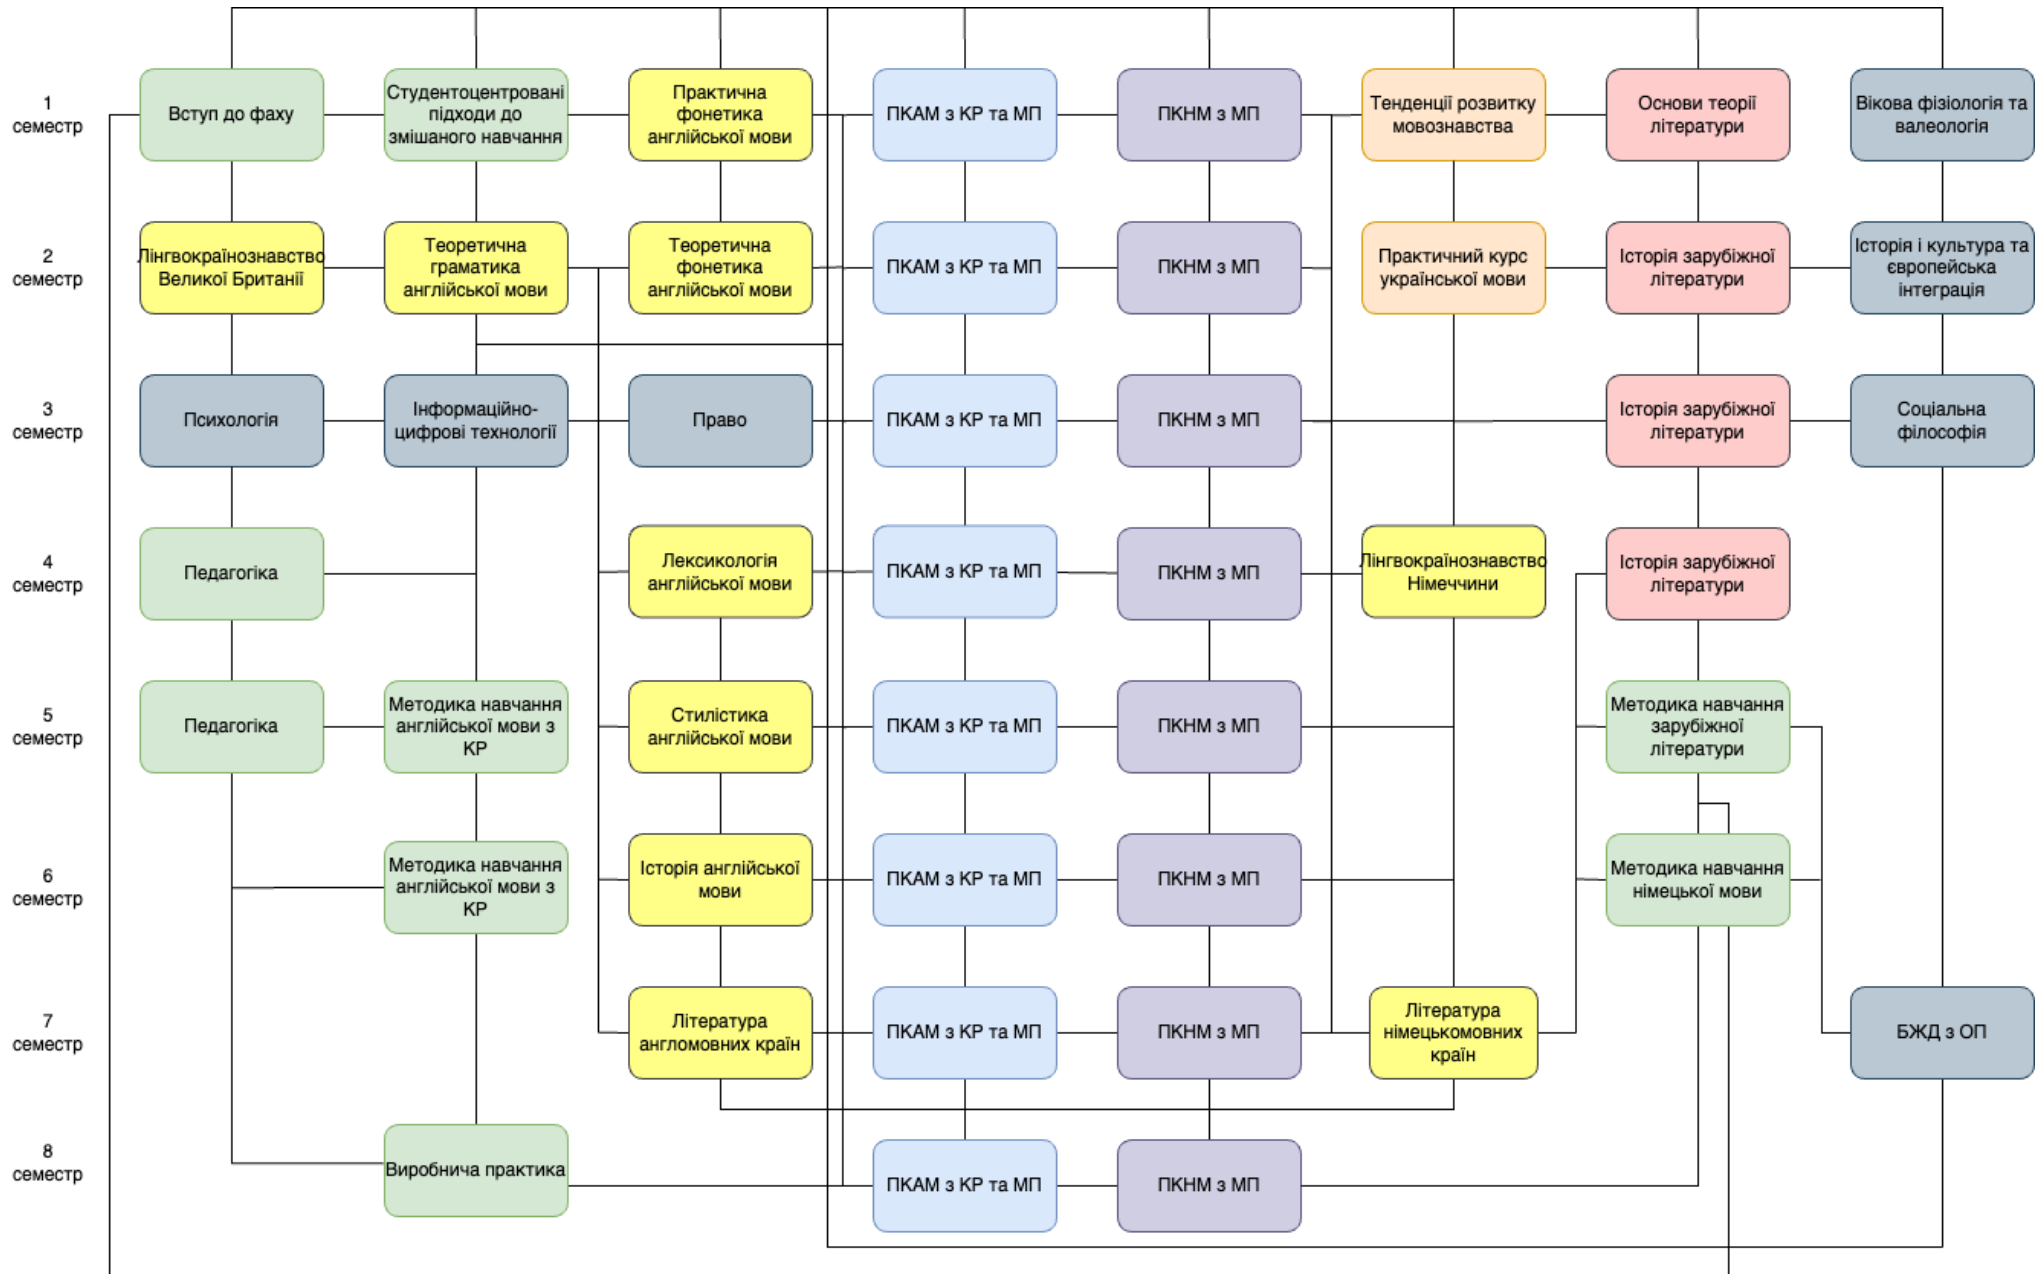 1
семестр
Вступ до фаху
Студентоцентровані
підходи до
змішаного навчання
Практична
фонетика
англійської мови
ПКАМ з КР та МП
ПКНМ з МП
Тенденції розвитку
мовознавства
Основи теорії
літератури
Вікова фізіологія та
валеологія
2
семестр
Лінгвокраїнознавство
Великої Британії
Теоретична
граматика
англійської мови
Теоретична
фонетика
англійської мови
ПКАМ з КР та МП
ПКНМ з МП
Практичний курс
української мови
Історія зарубіжної
літератури
Історія і культура та
європейська
інтеграція
3
семестр
Психологія
Інформаційно-
цифрові технології
Право
ПКАМ з КР та МП
ПКНМ з МП
Історія зарубіжної
літератури
Соціальна
філософія
4
семестр
Педагогіка
Лексикологія
англійської мови
ПКАМ з КР та МП
ПКНМ з МП
Лінгвокраїнознавство
Німеччини
Історія зарубіжної
літератури
5
семестр
Педагогіка
Методика навчання
англійської мови з
КР
Стилістика
англійської мови
ПКАМ з КР та МП
ПКНМ з МП
Методика навчання
зарубіжної
літератури
6
семестр
Методика навчання
англійської мови з
КР
Історія англійської
мови
ПКАМ з КР та МП
ПКНМ з МП
Методика навчання
німецької мови
7
семестр
Література
англомовних країн
ПКАМ з КР та МП
ПКНМ з МП
Література
німецькомовних
країн
БЖД з ОП
8
семестр
Виробнича практика
ПКАМ з КР та МП
ПКНМ з МП